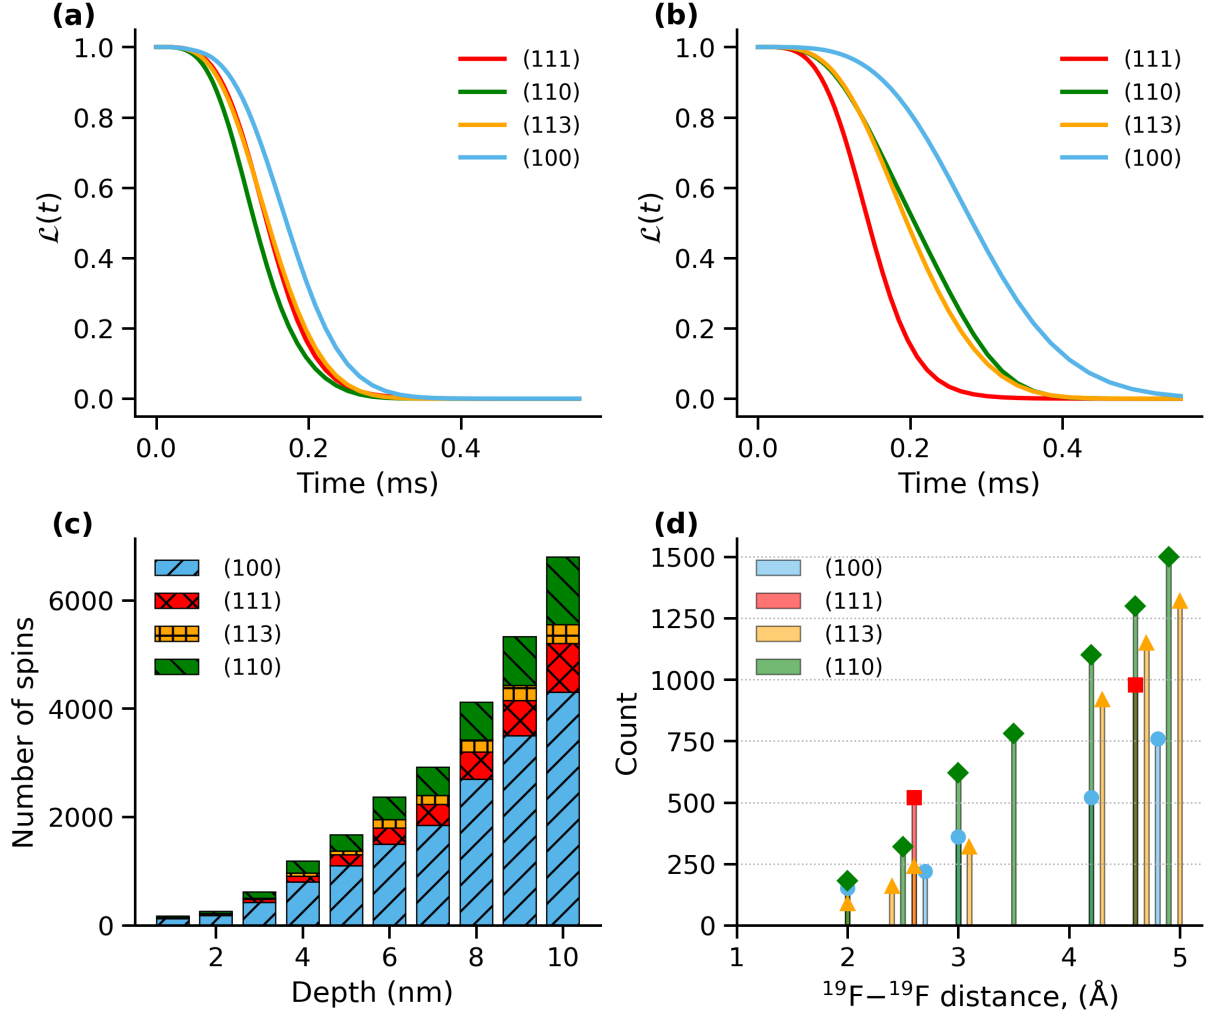 (a)
1.0
0.8
0.6
0.4
0.2
0.0
ℒ(t)
(111)
(110)
(113)
(100)
0.0 0.2 0.4
Time (ms)
(b)
1.0
0.8
0.6
0.4
0.2
0.0
ℒ(t)
(111)
(110)
(113)
(100)
0.0 0.2 0.4
Time (ms)
(c)
6000
4000
2000
0
Number of spins
(100)
(111)
(113)
(110)
2 4 6 8 10
Depth (nm)
(d)
1500
1250
1000
750
500
250
0
Count
(100)
(111)
(113)
(110)
1 2 3 4 5
¹⁹F−¹⁹F distance, (Å)